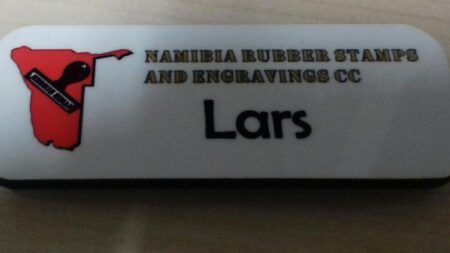 NAMIBIA RUBBER STAMPS
AND ENGRAVINGS CC
Lars